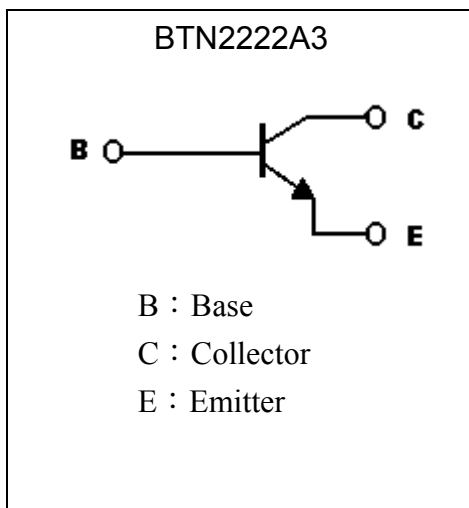 BTN2222A3
C
B
E
B：Base
C：Collector
E：Emitter